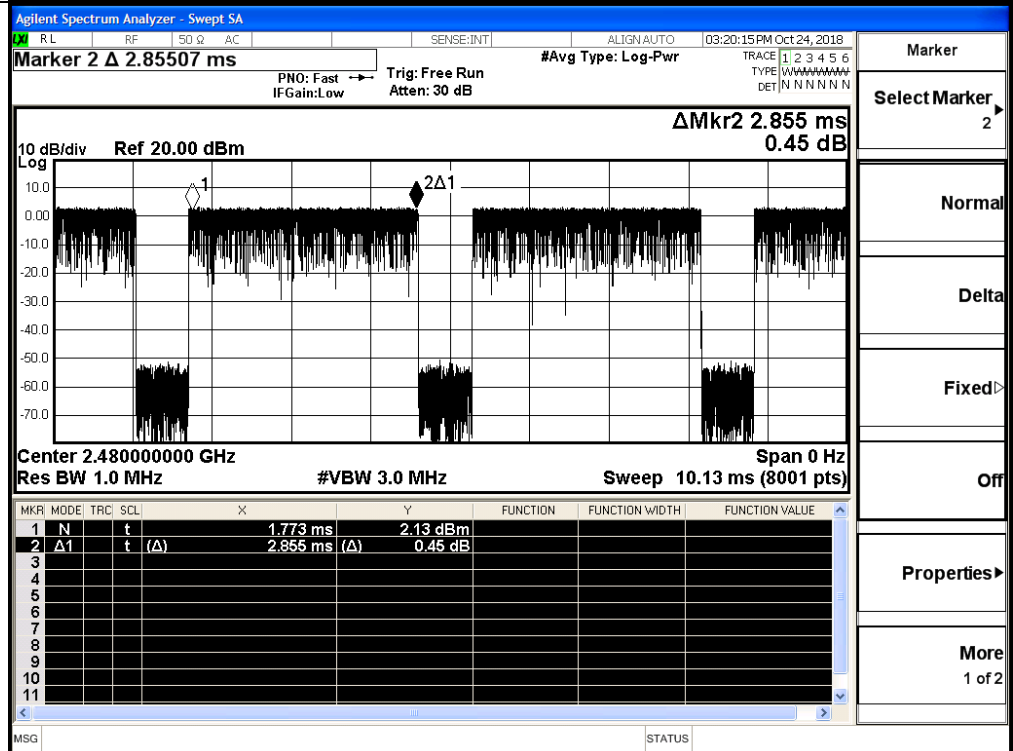 Agilent Spectrum Analyzer - Swept SA
LXI RL RF 50 Ω AC SENSE:INT ALIGN AUTO 03:20:15 PM Oct 24, 2018
Marker 2 Δ 2.85507 ms
PNO: Fast
IFGain:Low
Trig: Free Run
Atten: 30 dB
#Avg Type: Log-Pwr
TRACE 1 2 3 4 5 6
TYPE WWWWWW
DET N N N N N N
ΔMkr2 2.855 ms
0.45 dB
10 dB/div Ref 20.00 dBm
Log
10.0
0.00
-10.0
-20.0
-30.0
-40.0
-50.0
-60.0
-70.0
1
2Δ1
Center 2.480000000 GHz Span 0 Hz
Res BW 1.0 MHz #VBW 3.0 MHz Sweep 10.13 ms (8001 pts)
MKR MODE TRC SCL X Y FUNCTION FUNCTION WIDTH FUNCTION VALUE
1 N t 1.773 ms 2.13 dBm
2 Δ1 t (Δ) 2.855 ms (Δ) 0.45 dB
3
4
5
6
7
8
9
10
11
MSG STATUS
Marker
Select Marker
2
Normal
Delta
Fixed
Off
Properties
More
1 of 2